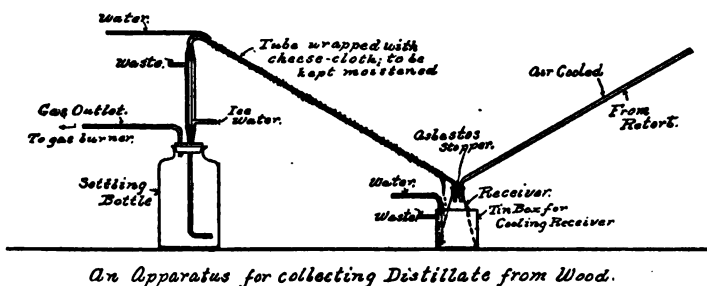 Water.
Tube wrapped with
cheese-cloth; to be
kept moistened
Waste.
Air Cooled
From
Retort.
Gas Outlet.
To gas burner.
Ice
Water.
Asbestos
Stopper.
Settling
Bottle
Water.
Receiver.
Waste
Tin Box for
Cooling Receiver
An Apparatus for collecting Distillate from Wood.